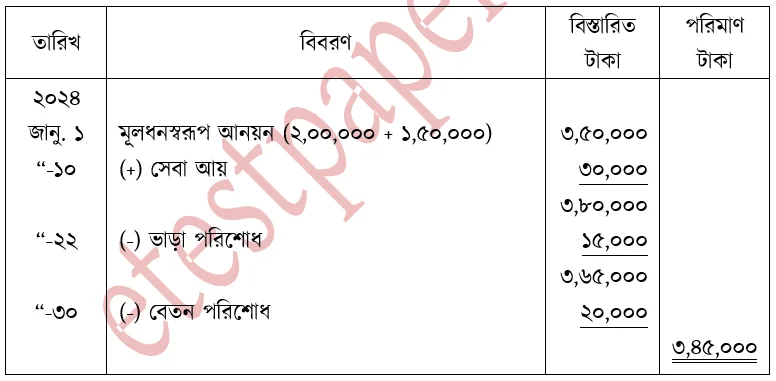 তারিখ বিবরণ বিস্তারিত টাকা পরিমাণ টাকা
২০২৪
জানু. ১ মূলধনস্বরূপ আনয়ন (২,০০,০০০ + ১,৫০,০০০) ৩,৫০,০০০
“-১০ (+) সেবা আয় ৩০,০০০
৩,৮০,০০০
“-২২ (-) ভাড়া পরিশোধ ১৫,০০০
৩,৬৫,০০০
“-৩০ (-) বেতন পরিশোধ ২০,০০০
৩,৪৫,০০০
etestpaper